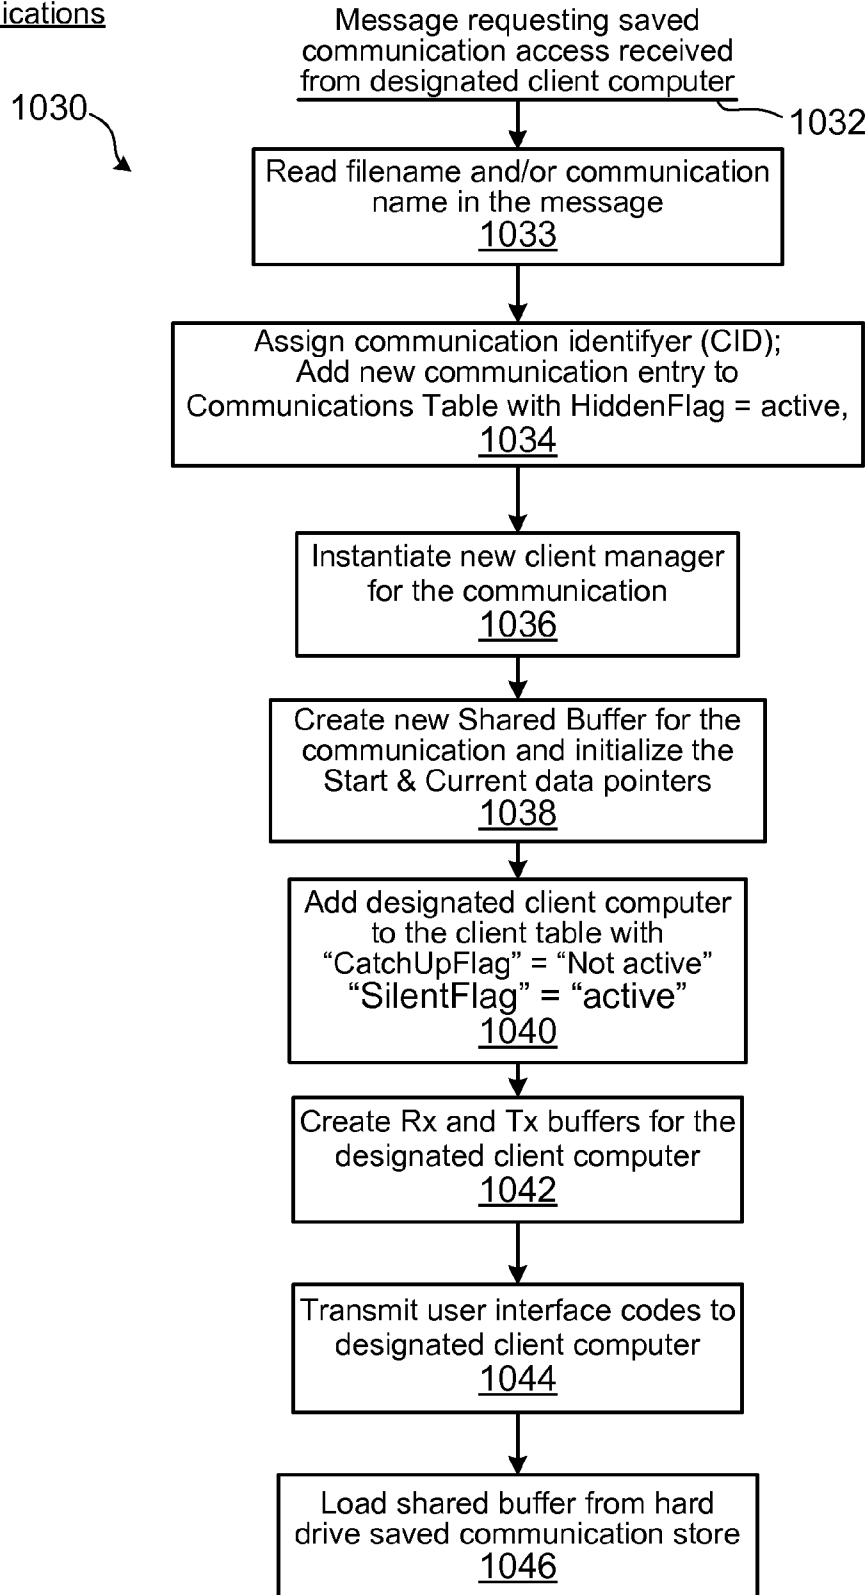 ications
Message requesting saved
communication access received
from designated client computer
1030
1032
Read filename and/or communication
name in the message
1033
Assign communication identifyer (CID);
Add new communication entry to
Communications Table with HiddenFlag = active,
1034
Instantiate new client manager
for the communication
1036
Create new Shared Buffer for the
communication and initialize the
Start & Current data pointers
1038
Add designated client computer
to the client table with
“CatchUpFlag” = “Not active”
“SilentFlag” = “active”
1040
Create Rx and Tx buffers for the
designated client computer
1042
Transmit user interface codes to
designated client computer
1044
Load shared buffer from hard
drive saved communication store
1046